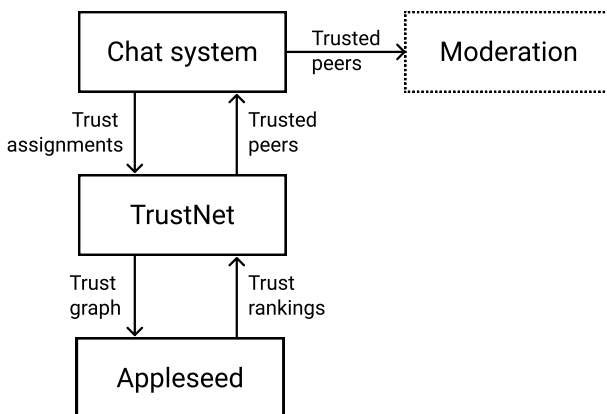 Chat system
Trusted
peers
Moderation
Trust
assignments
Trusted
peers
TrustNet
Trust
graph
Trust
rankings
Appleseed